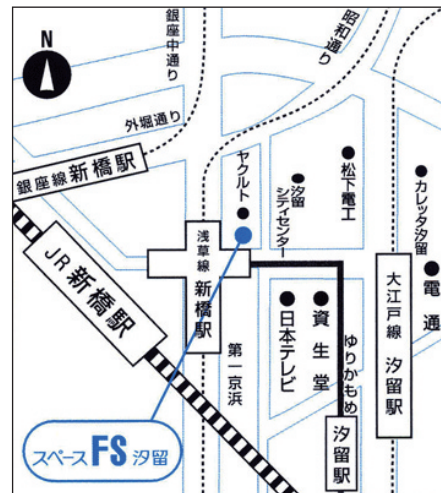 N
銀座中通り
昭和通り
外堀通り
銀座線 新橋駅
ヤクルト
汐留
シティセンター
松下電工
カレッタ汐留
電通
浅草線 新橋駅
JR 新橋駅
大江戸線 汐留駅
日本テレビ
資生堂
ゆりかもめ
汐留駅
第一京浜
スペース FS 汐留